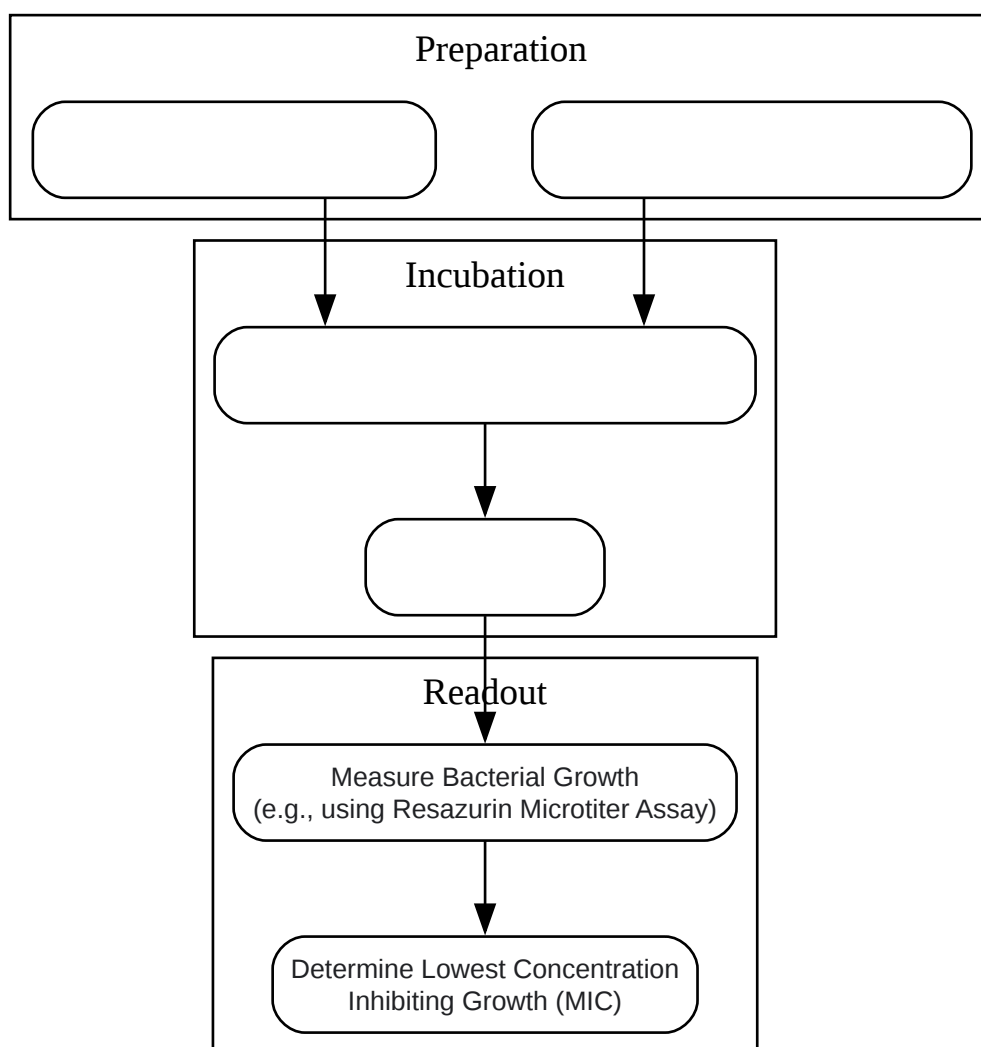 Preparation
Incubation
Readout
Measure Bacterial Growth
(e.g., using Resazurin Microtiter Assay)
Determine Lowest Concentration
Inhibiting Growth (MIC)